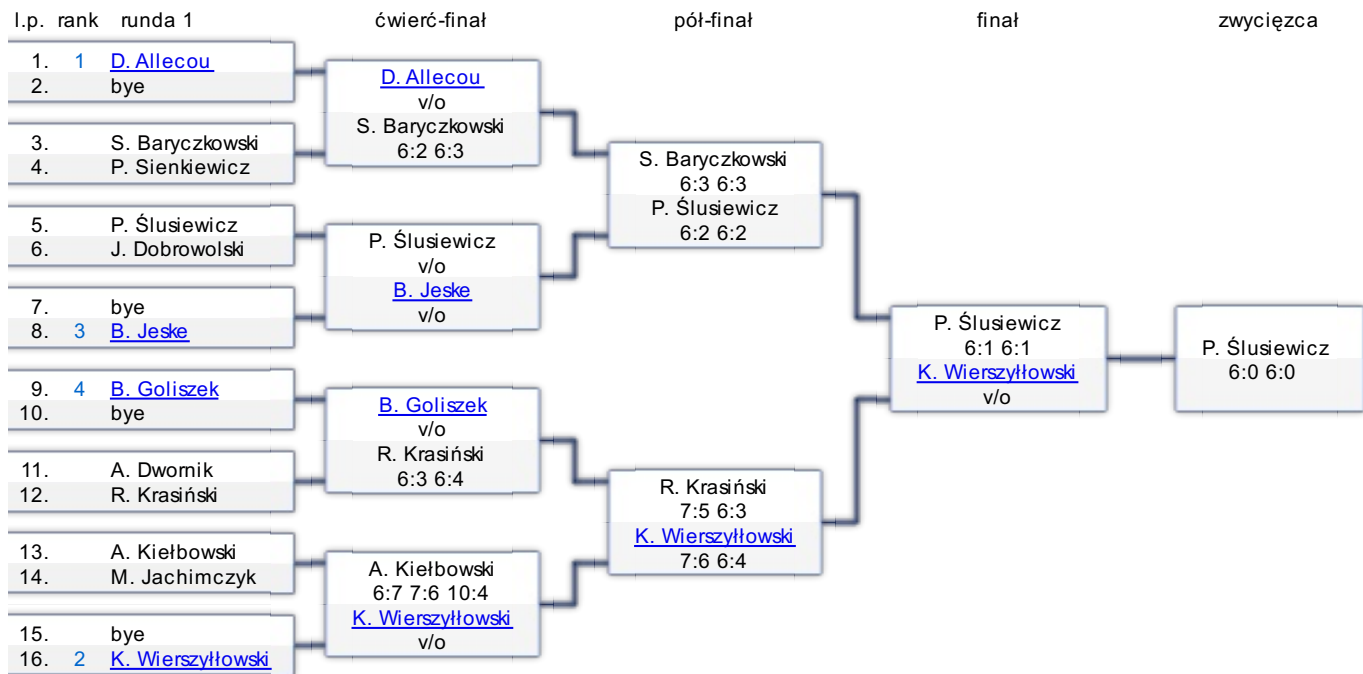 l.p. rank runda 1 ćwierć-finał pół-finał finał zwycięzca
1. 1 D. Allecou
2. bye
3. S. Baryczkowski
4. P. Sienkiewicz
5. P. Ślusiewicz
6. J. Dobrowolski
7. bye
8. 3 B. Jeske
9. 4 B. Goliszek
10. bye
11. A. Dwornik
12. R. Krasiński
13. A. Kiełbowski
14. M. Jachimczyk
15. bye
16. 2 K. Wierszyłłowski
D. Allecou
v/o
S. Baryczkowski
6:2 6:3
P. Ślusiewicz
v/o
B. Jeske
v/o
B. Goliszek
v/o
R. Krasiński
6:3 6:4
A. Kiełbowski
6:7 7:6 10:4
K. Wierszyłłowski
v/o
S. Baryczkowski
6:3 6:3
P. Ślusiewicz
6:2 6:2
R. Krasiński
7:5 6:3
K. Wierszyłłowski
7:6 6:4
P. Ślusiewicz
6:1 6:1
K. Wierszyłłowski
v/o
P. Ślusiewicz
6:0 6:0